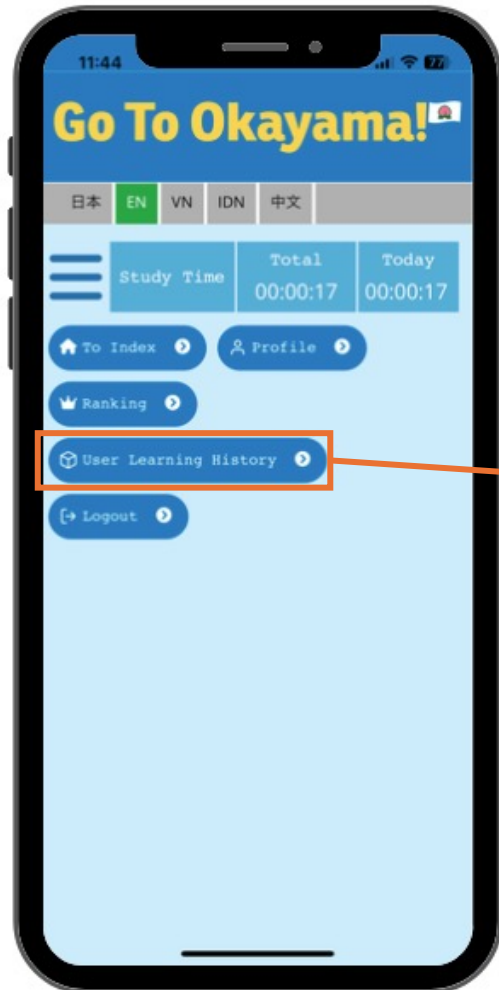 11:44 77
Go To Okayama!
日本 EN VN IDN 中文
Study Time Total Today
00:00:17 00:00:17
To Index Profile
Ranking
User Learning History
Logout